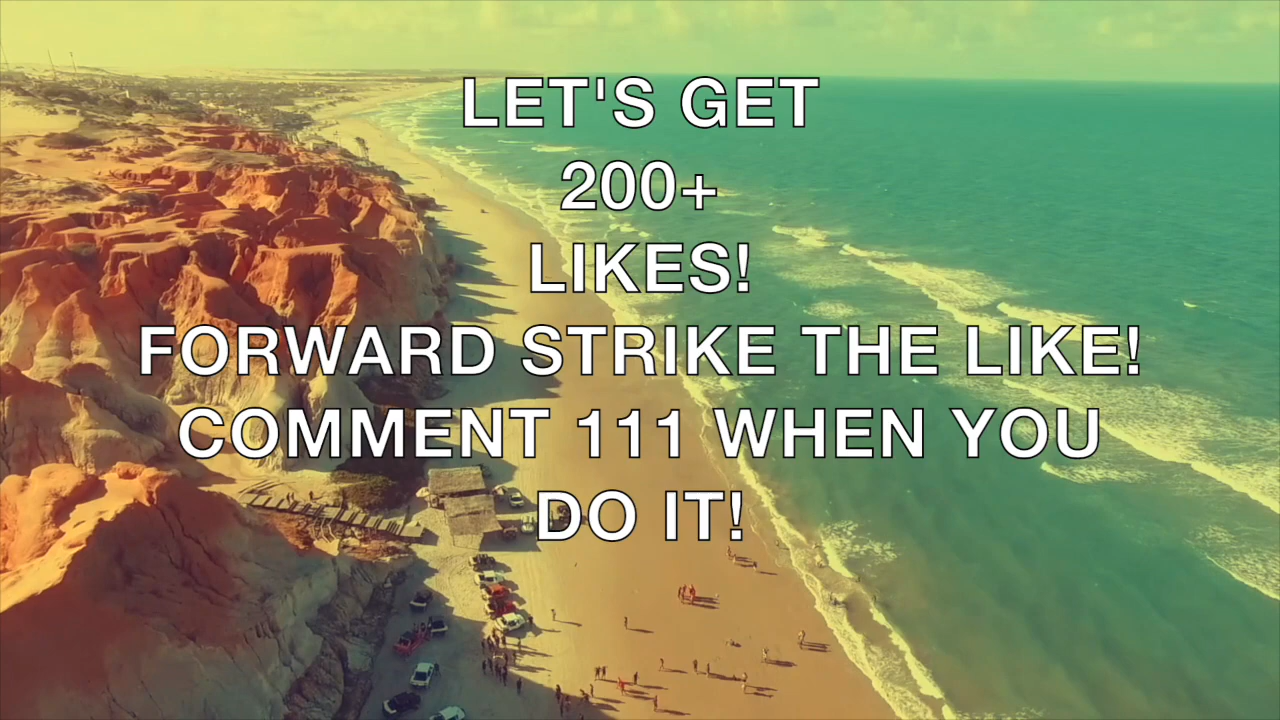 LET'S GET
200+
LIKES!
FORWARD STRIKE THE LIKE!
COMMENT 111 WHEN YOU
DO IT!